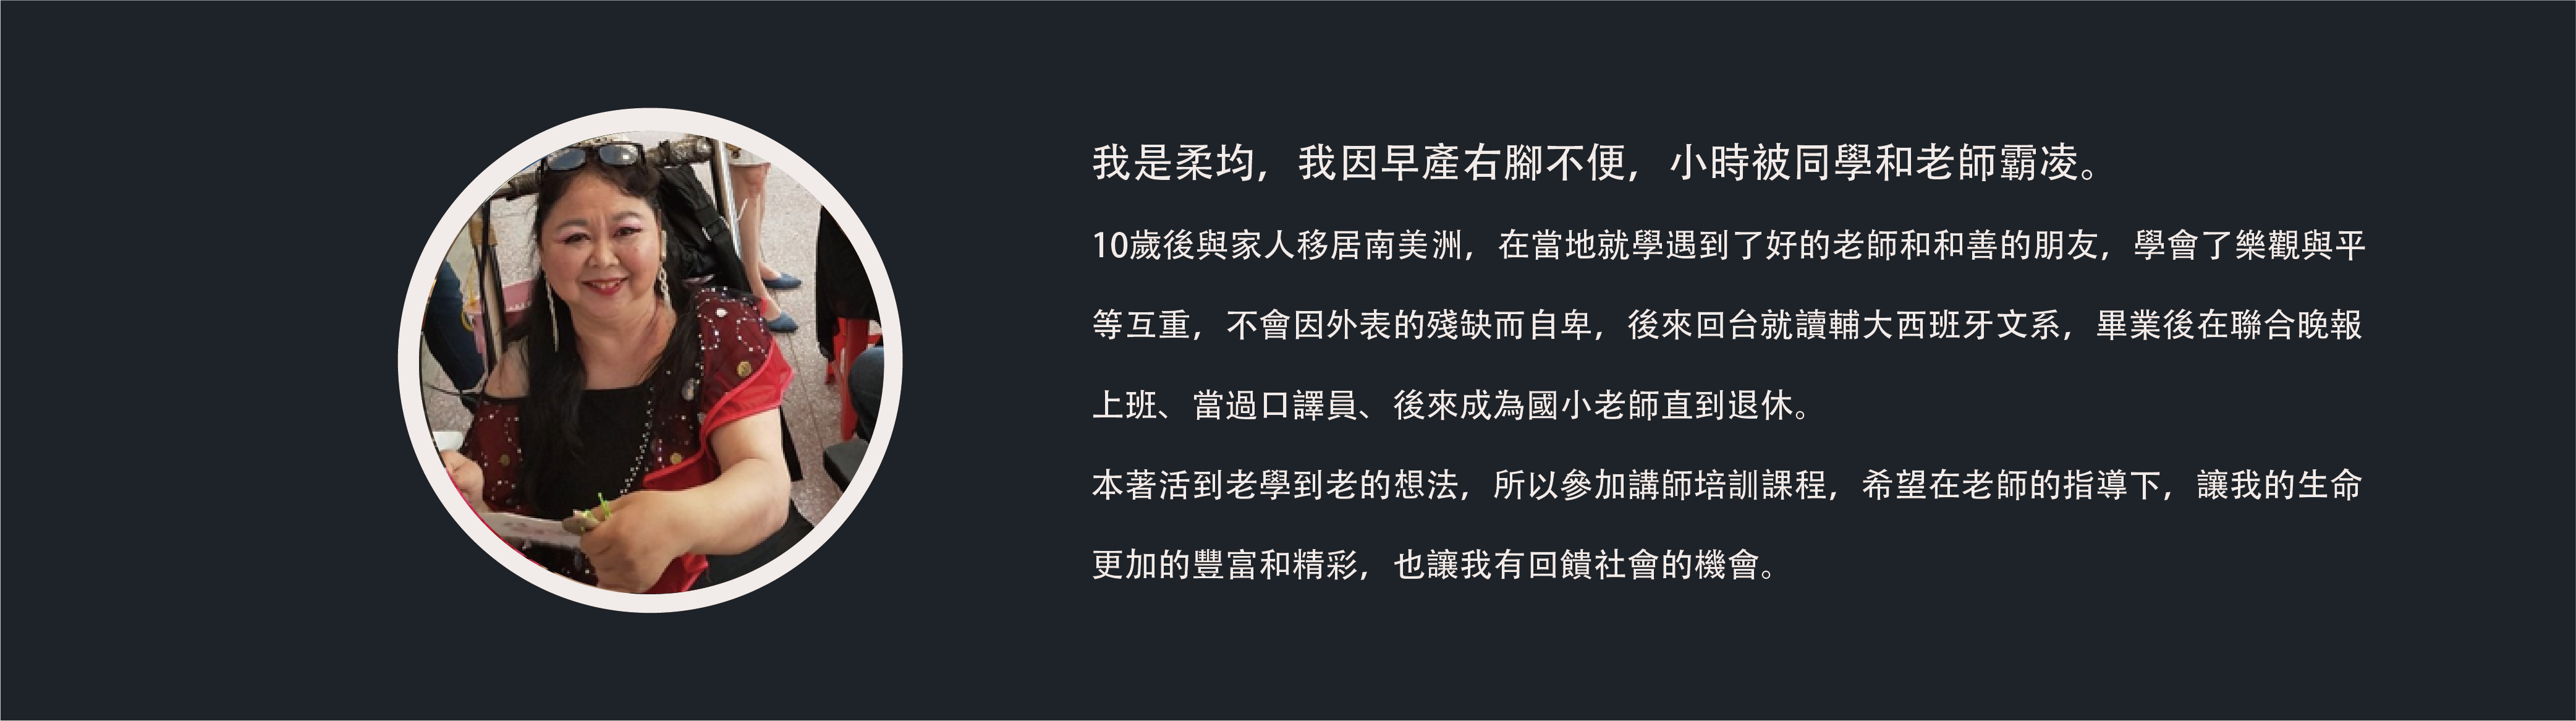 我是柔均，我因早產右腳不便，小時被同學和老師霸凌。
10歲後與家人移居南美洲，在當地就學遇到了好的老師和和善的朋友，學會了樂觀與平
等互重，不會因外表的殘缺而自卑，後來回台就讀輔大西班牙文系，畢業後在聯合晚報
上班、當過口譯員、後來成為國小老師直到退休。
本著活到老學到老的想法，所以參加講師培訓課程，希望在老師的指導下，讓我的生命
更加的豐富和精彩，也讓我有回饋社會的機會。